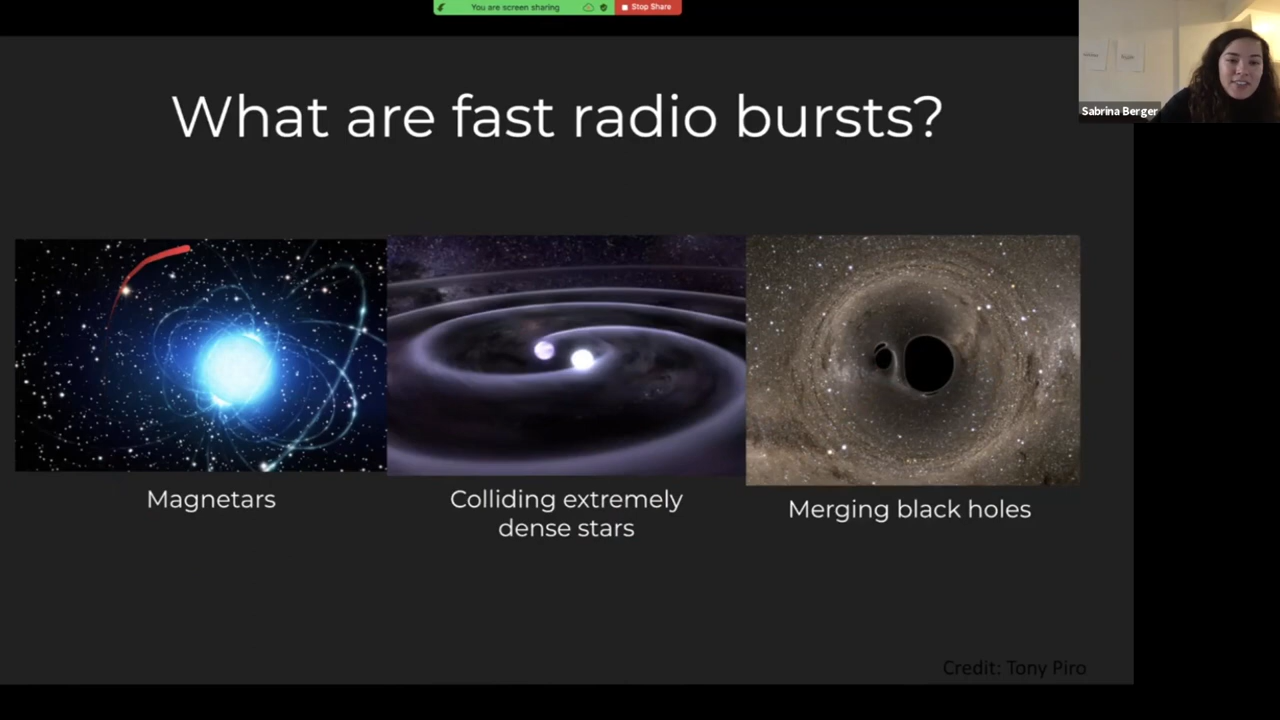 You are screen sharing
Stop Share
Sabrina Berger
What are fast radio bursts?
Magnetars
Colliding extremely
dense stars
Merging black holes
Credit: Tony Piro